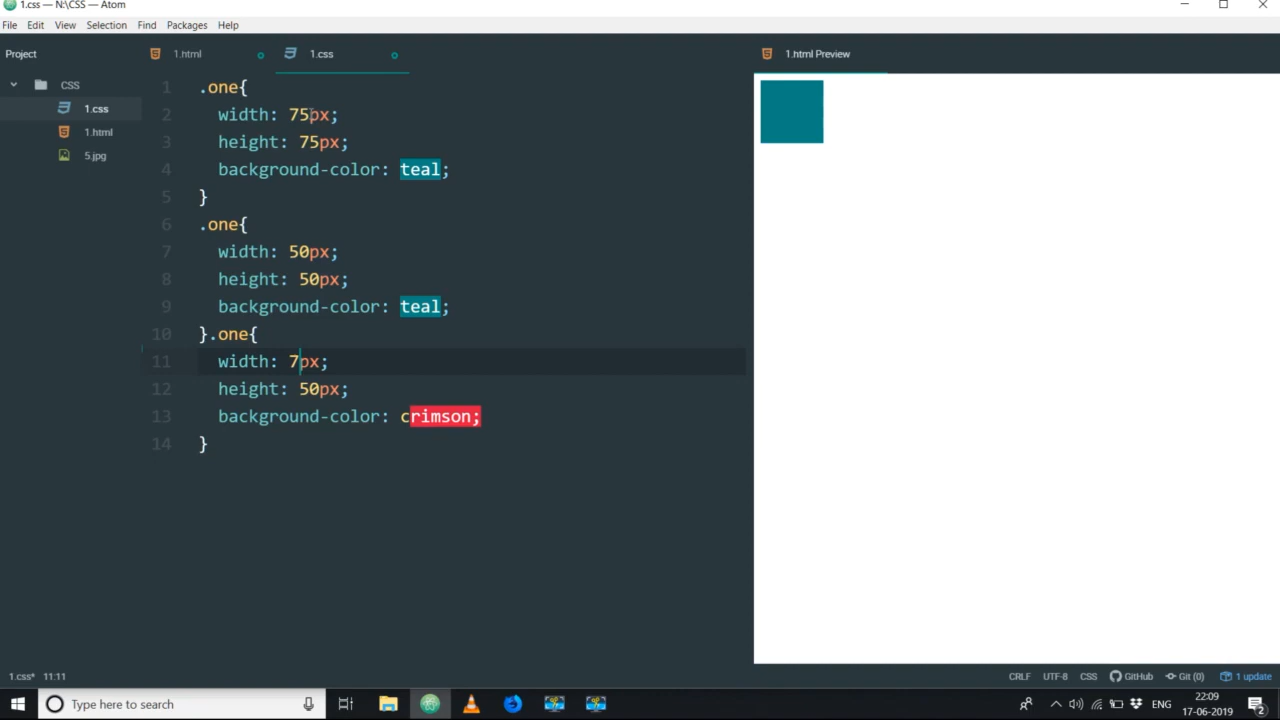 1.css — N:\CSS — Atom
File Edit View Selection Find Packages Help
Project
1.html
1.css
1.html Preview
CSS
1.css
1.html
5.jpg
1 .one{
2 width: 75px;
3 height: 75px;
4 background-color: teal;
5 }
6 .one{
7 width: 50px;
8 height: 50px;
9 background-color: teal;
10 }.one{
11 width: 7px;
12 height: 50px;
13 background-color: crimson;
14 }
1.css* 11:11
CRLF UTF-8 CSS GitHub Git (0) 1 update
Type here to search
ENG
22:09
17-06-2019
2